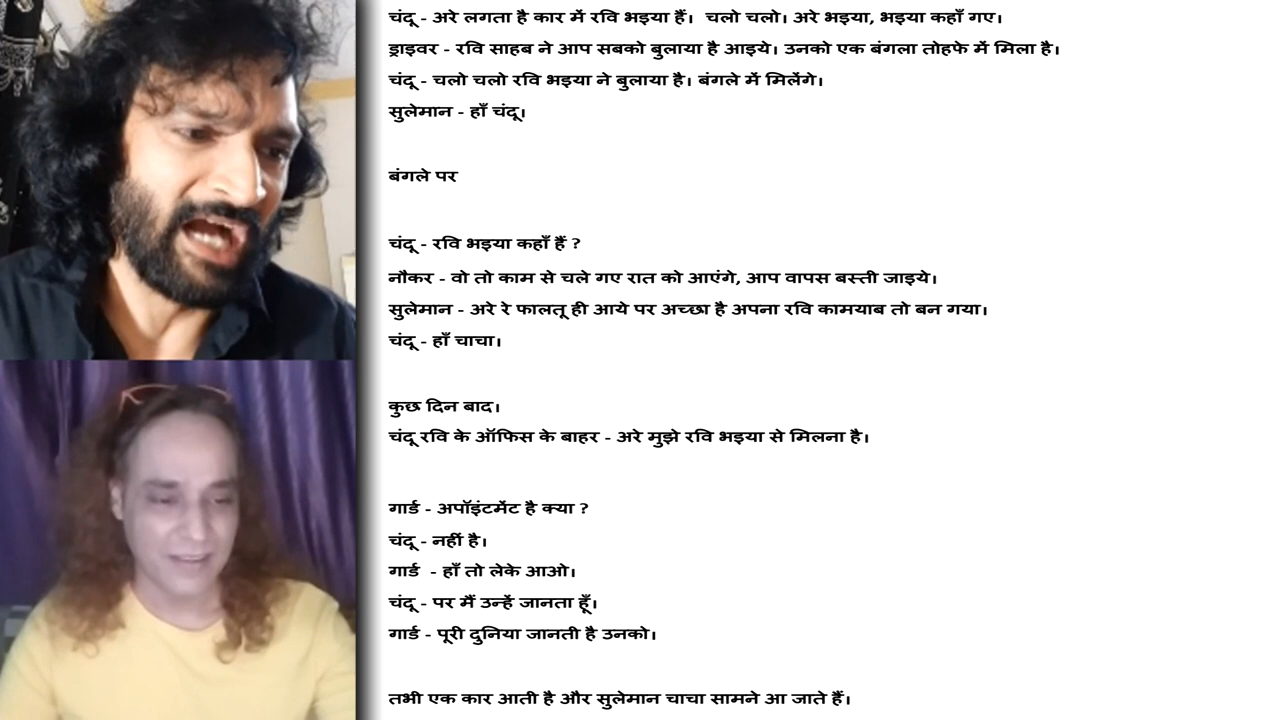 चंदू - अरे लगता है कार में रवि भइया हैं।  चलो चलो। अरे भइया, भइया कहाँ गए।
ड्राइवर - रवि साहब ने आप सबको बुलाया है आइये। उनको एक बंगला तोहफे में मिला है।
चंदू - चलो चलो रवि भइया ने बुलाया है। बंगले में मिलेंगे।
सुलेमान - हाँ चंदू।
बंगले पर
चंदू - रवि भइया कहाँ हैं ?
नौकर - वो तो काम से चले गए रात को आएंगे, आप वापस बस्ती जाइये।
सुलेमान - अरे रे फालतू ही आये पर अच्छा है अपना रवि कामयाब तो बन गया।
चंदू - हाँ चाचा।
कुछ दिन बाद।
चंदू रवि के ऑफिस के बाहर - अरे मुझे रवि भइया से मिलना है।
गार्ड - अपॉइंटमेंट है क्या ?
चंदू - नहीं है।
गार्ड  - हाँ तो लेके आओ।
चंदू - पर मैं उन्हें जानता हूँ।
गार्ड - पूरी दुनिया जानती है उनको।
तभी एक कार आती है और सुलेमान चाचा सामने आ जाते हैं।